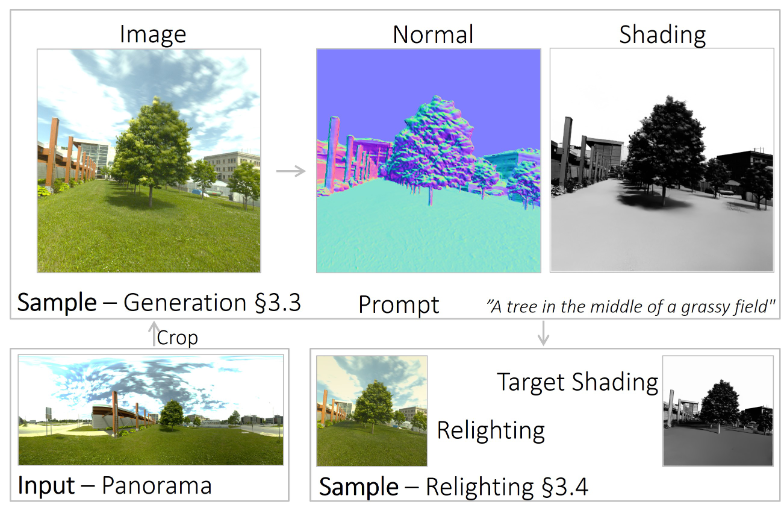 Image
Normal
Shading
Sample – Generation §3.3
Prompt
"A tree in the middle of a grassy field"
Crop
Input – Panorama
Target Shading
Relighting
Sample – Relighting §3.4